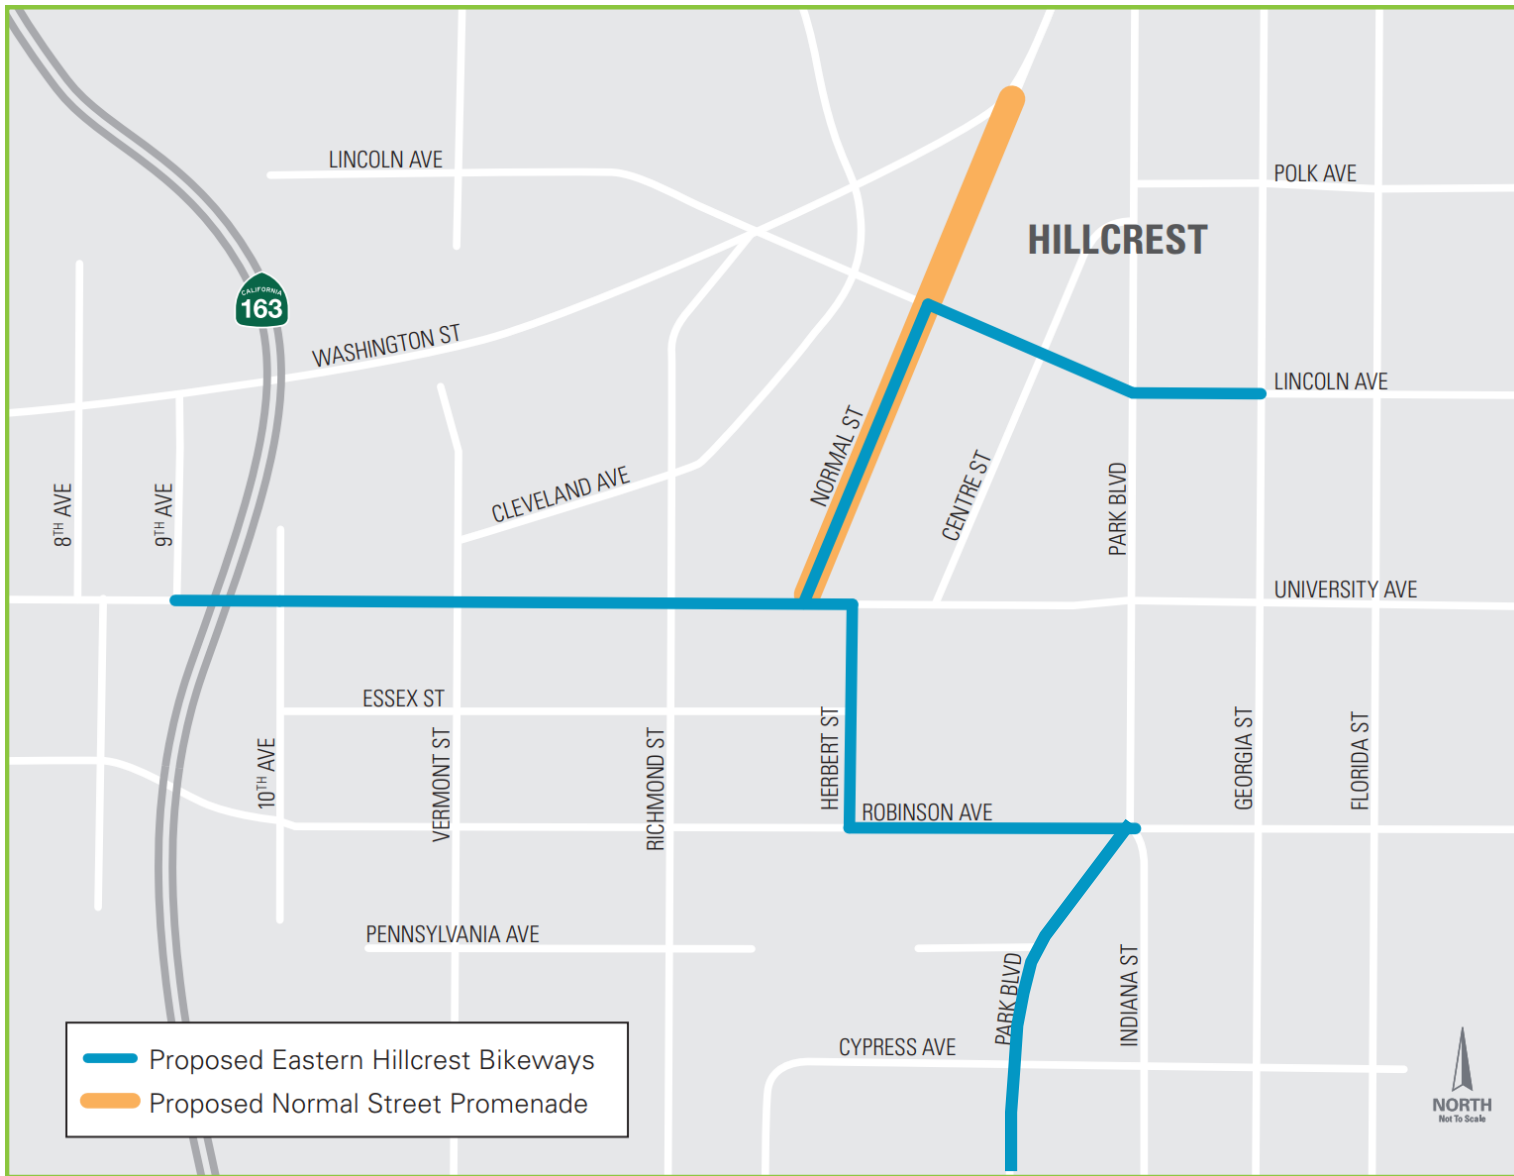 LINCOLN AVE
POLK AVE
HILLCREST
CALIFORNIA
163
WASHINGTON ST
LINCOLN AVE
NORMAL ST
CLEVELAND AVE
CENTRE ST
PARK BLVD
8TH AVE
9TH AVE
UNIVERSITY AVE
ESSEX ST
HERBERT ST
GEORGIA ST
FLORIDA ST
10TH AVE
VERMONT ST
RICHMOND ST
ROBINSON AVE
PENNSYLVANIA AVE
PARK BLVD
INDIANA ST
CYPRESS AVE
Proposed Eastern Hillcrest Bikeways
Proposed Normal Street Promenade
NORTH
Not To Scale